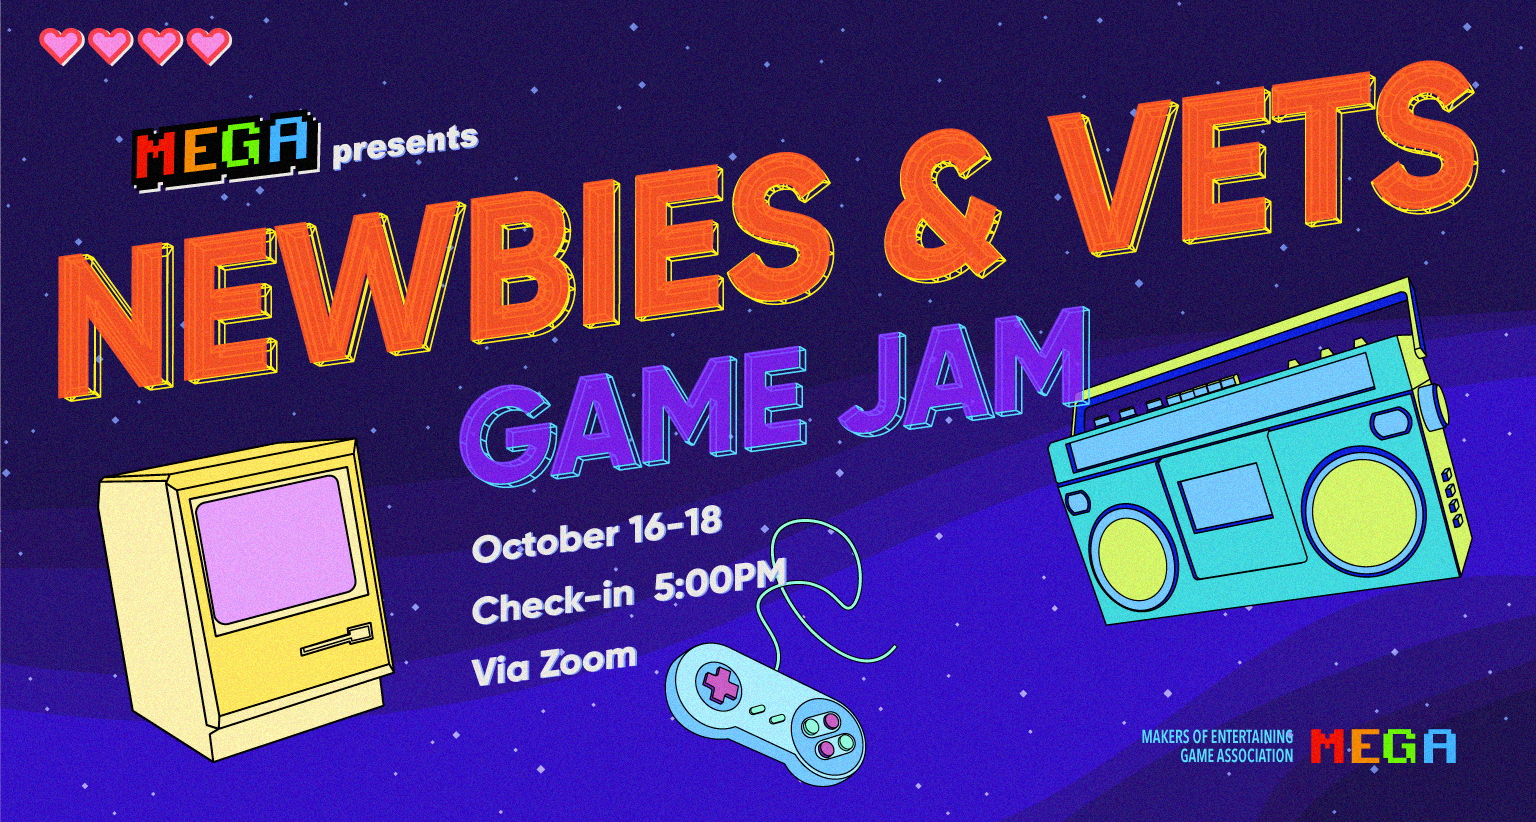 MEGA presents
NEWBIES & VETS
GAME JAM
October 16-18
Check-in 5:00PM
Via Zoom
MAKERS OF ENTERTAINING
GAME ASSOCIATION
MEGA